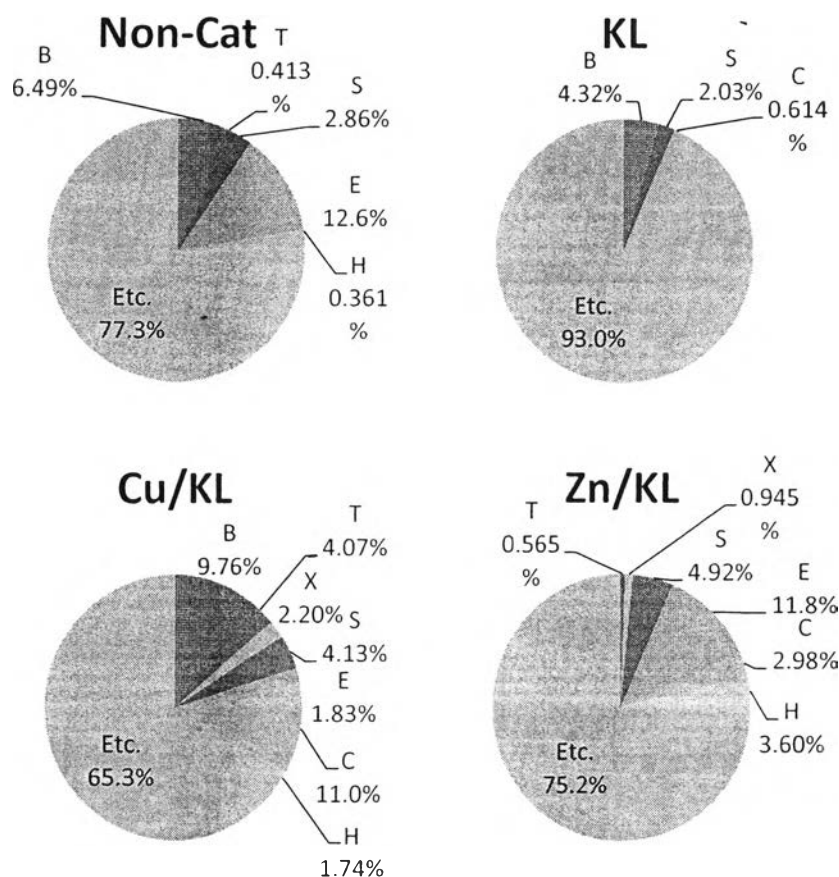 Non-Cat
B
6.49%
T
0.413
%
S
2.86%
E
12.6%
H
0.361
%
Etc.
77.3%
KL
B
4.32%
S
2.03%
C
0.614
%
Etc.
93.0%
Cu/KL
B
9.76%
T
4.07%
X
2.20%
S
4.13%
E
1.83%
C
11.0%
H
1.74%
Etc.
65.3%
Zn/KL
T
0.565
%
X
0.945
%
S
4.92%
E
11.8%
C
2.98%
H
3.60%
Etc.
75.2%